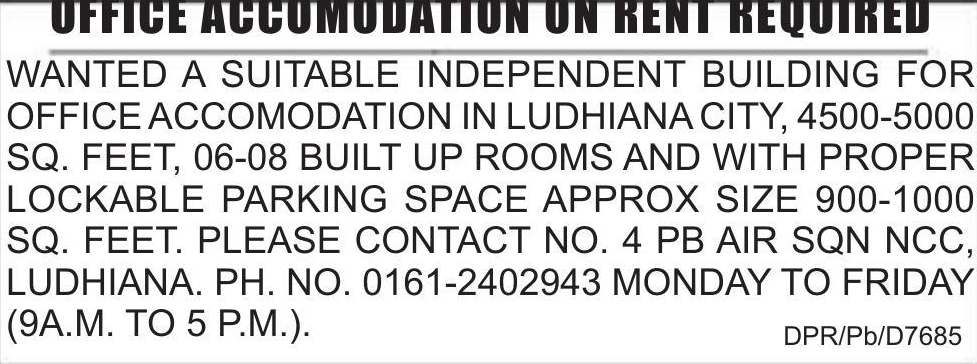 OFFICE ACCOMODATION ON RENT REQUIRED
WANTED A SUITABLE INDEPENDENT BUILDING FOR
OFFICE ACCOMODATION IN LUDHIANA CITY, 4500-5000
SQ. FEET, 06-08 BUILT UP ROOMS AND WITH PROPER
LOCKABLE PARKING SPACE APPROX SIZE 900-1000
SQ. FEET. PLEASE CONTACT NO. 4 PB AIR SQN NCC,
LUDHIANA. PH. NO. 0161-2402943 MONDAY TO FRIDAY
(9A.M. TO 5 P.M.).
DPR/Pb/D7685